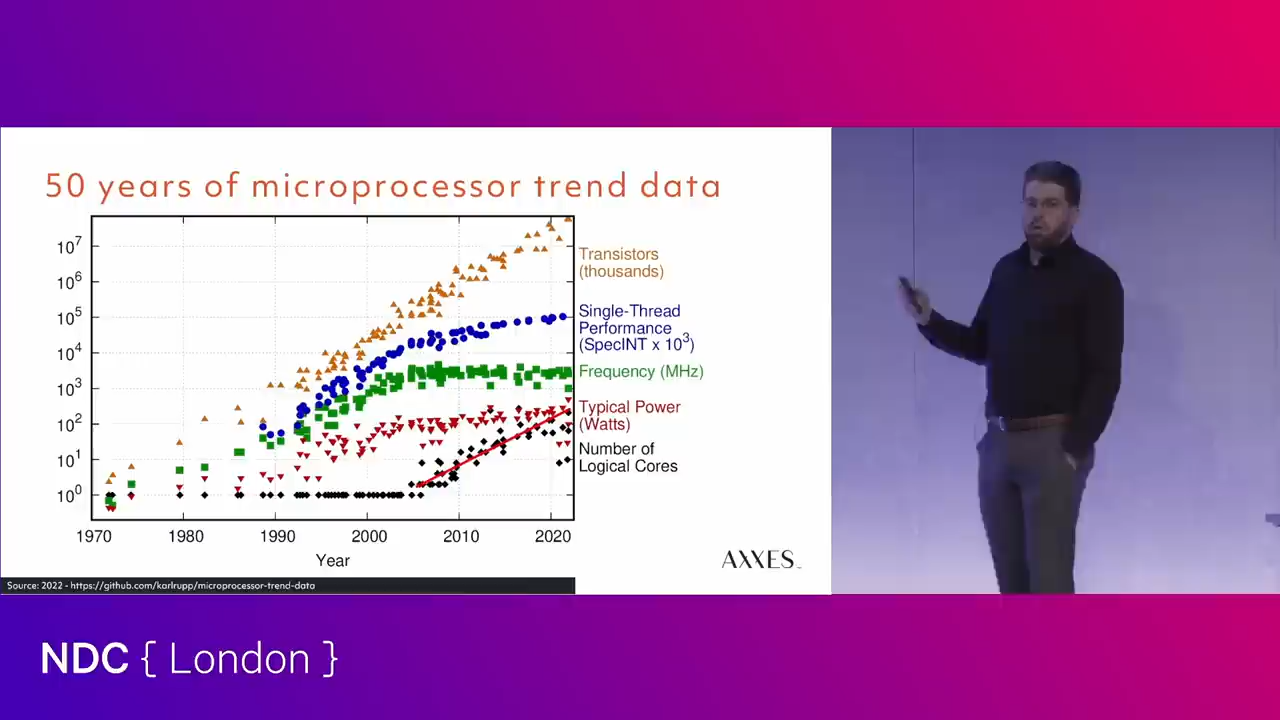 50 years of microprocessor trend data
10^7
10^6
10^5
10^4
10^3
10^2
10^1
10^0
Transistors
(thousands)
Single-Thread
Performance
(SpecINT x 10^3)
Frequency (MHz)
Typical Power
(Watts)
Number of
Logical Cores
1970 1980 1990 2000 2010 2020
Year
AXXES
Source: 2022 - https://github.com/karlrupp/microprocessor-trend-data
NDC { London }